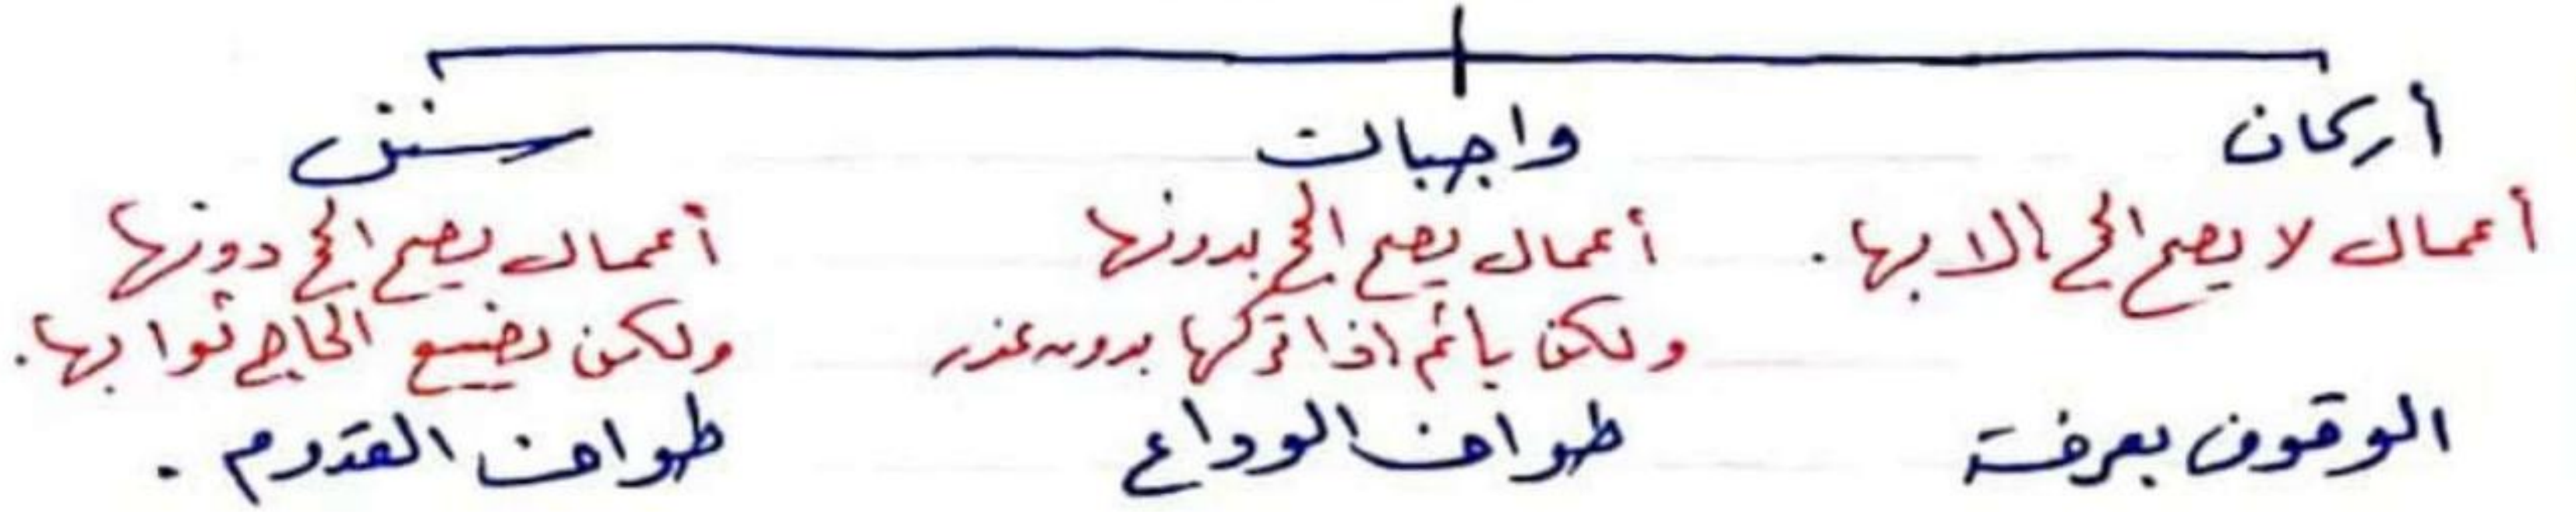 أركان
أعمال لا يصح الحج إلا بها.
الوقوف بعرفة
واجبات
أعمال يصح الحج بدونها
ولكن يأثم إذا تركها بدون عذر
طواف الوداع
سنن
أعمال يصح الحج دونها
ولكن يضيع الحاج ثوابها.
طواف القدوم.